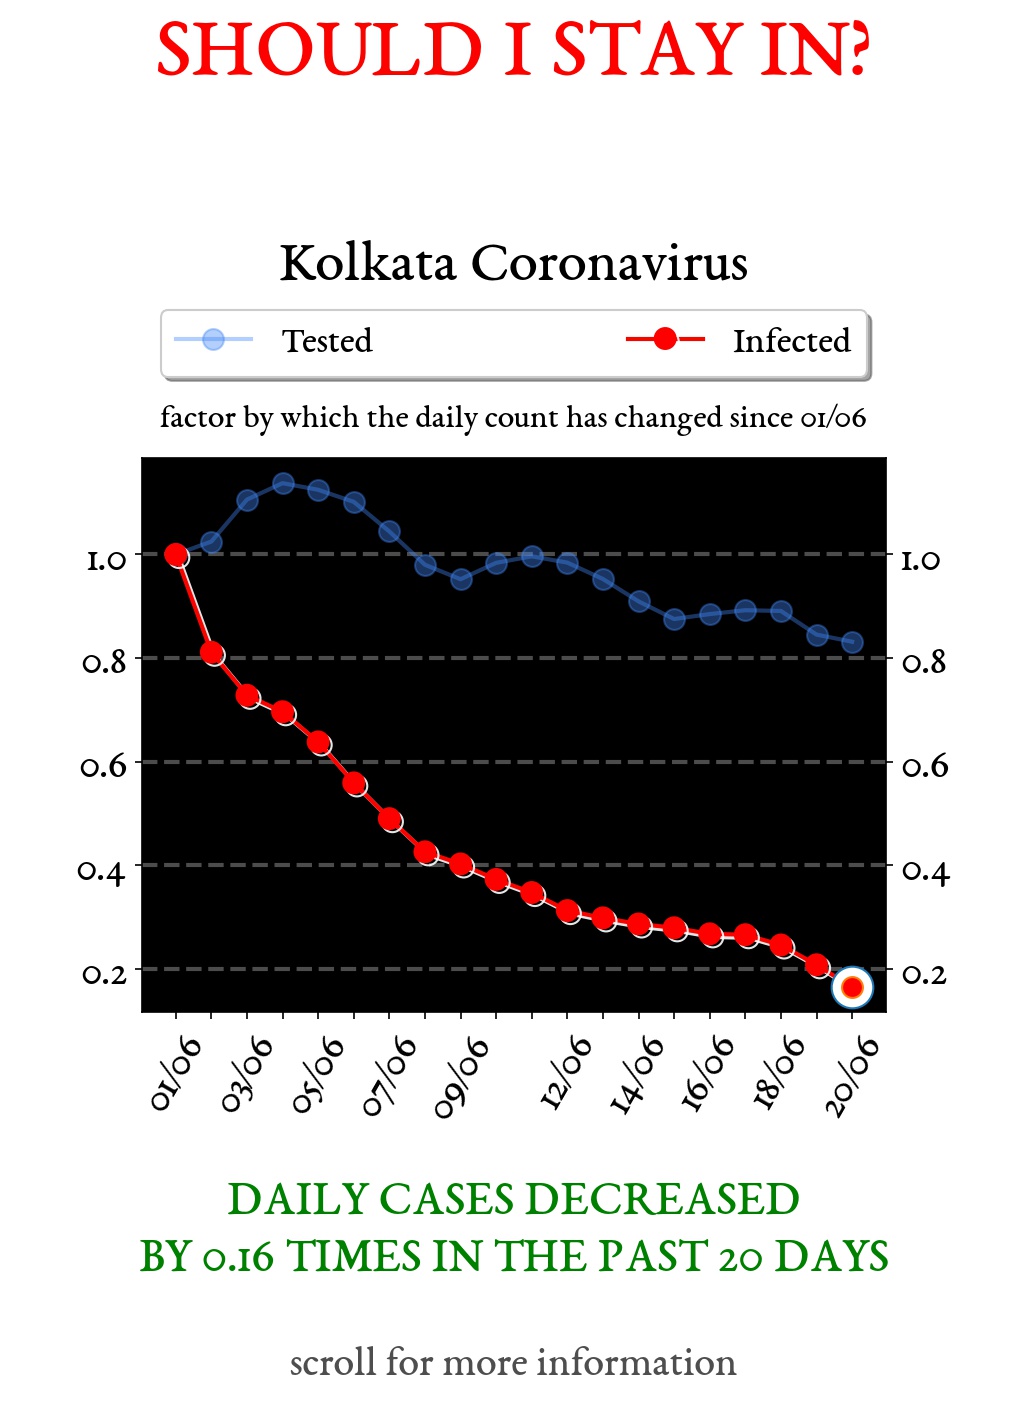 SHOULD I STAY IN?
Kolkata Coronavirus
Tested Infected
factor by which the daily count has changed since 01/06
1.0 1.0
0.8 0.8
0.6 0.6
0.4 0.4
0.2 0.2
01/06 03/06 05/06 07/06 09/06 12/06 14/06 16/06 18/06 20/06
DAILY CASES DECREASED
BY 0.16 TIMES IN THE PAST 20 DAYS
scroll for more information